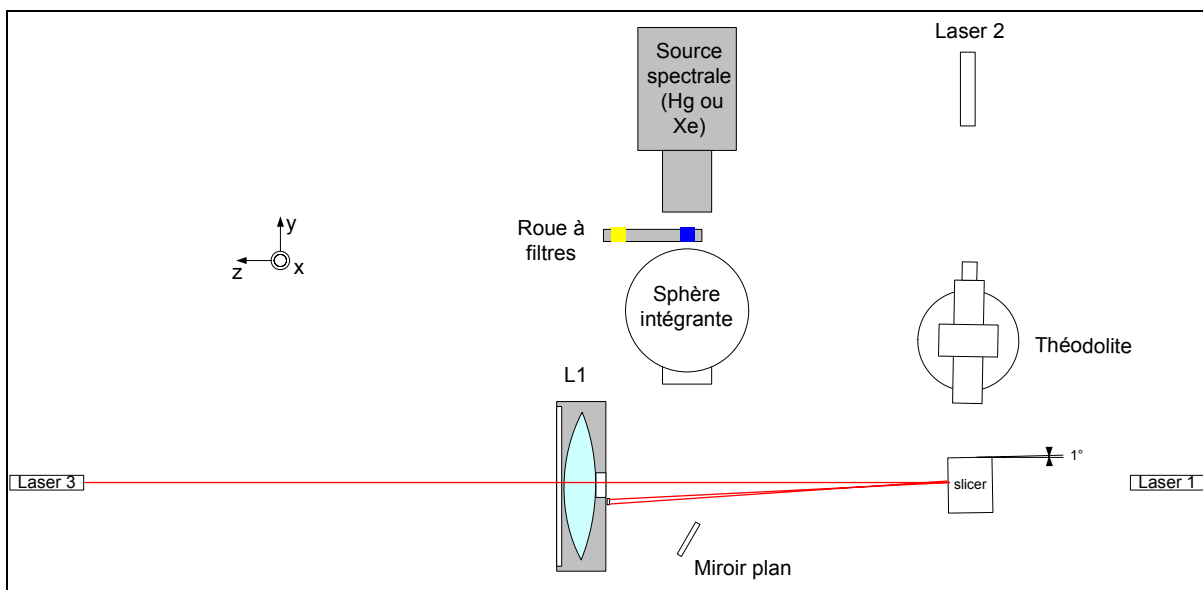 Source
spectrale
(Hg ou
Xe)
Laser 2
Roue à
filtres
y
z
x
Sphère
intégrante
Théodolite
L1
Laser 3
1°
slicer
Laser 1
Miroir plan